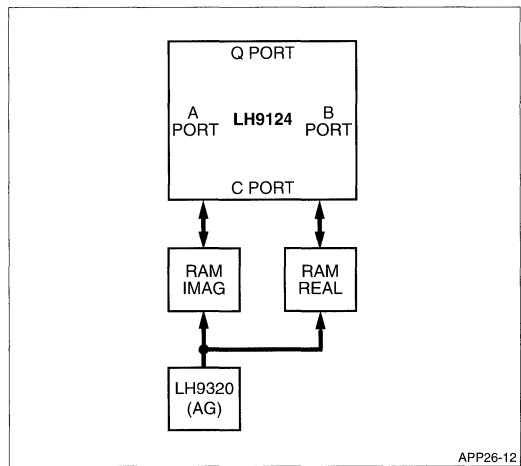 Q PORT
A
PORT
LH9124
B
PORT
C PORT
RAM
IMAG
RAM
REAL
LH9320
(AG)
APP26-12